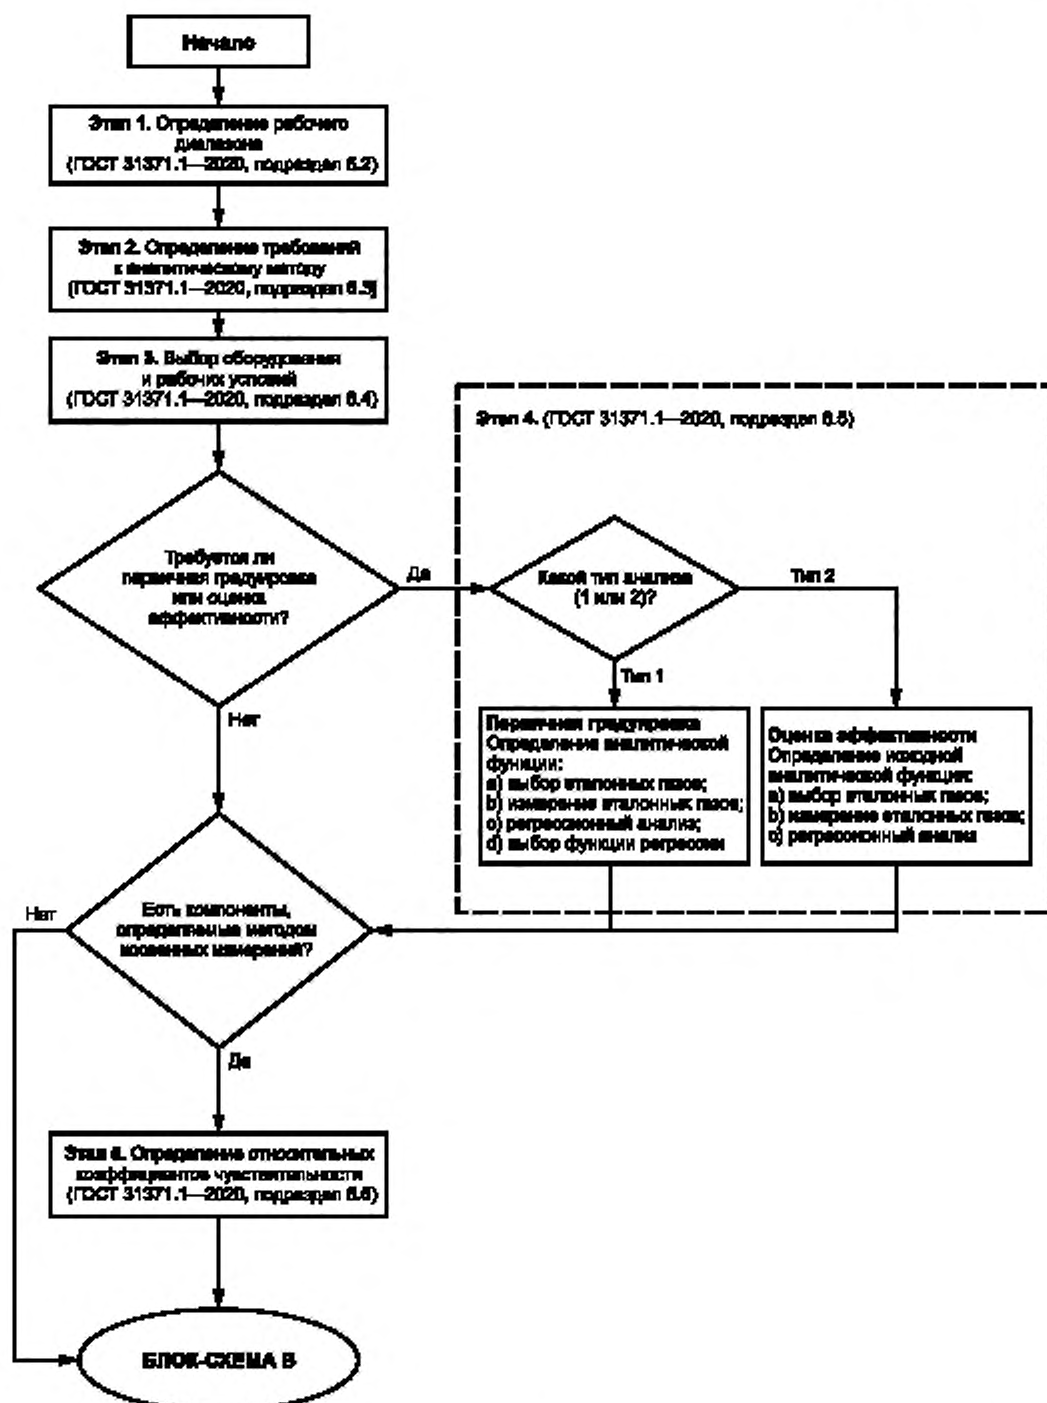 Начало
Этап 1. Определение рабочего
диапазона
(ГОСТ 31371.1—2020, подраздел 6.2)
Этап 2. Определение требований
к аналитическому методу
(ГОСТ 31371.1—2020, подраздел 6.3)
Этап 3. Выбор оборудования
и рабочих условий
(ГОСТ 31371.1—2020, подраздел 6.4)
Этап 4. (ГОСТ 31371.1—2020, подраздел 6.5)
Требуется ли
первичная градуировка
или оценка
эффективности?
Да
Какой тип анализа
(1 или 2)?
Тип 2
Тип 1
Нет
Первичная градуировка
Определение аналитической
функции:
a) выбор эталонных газов;
b) измерение эталонных газов;
c) регрессионный анализ;
d) выбор функции регрессии
Оценка эффективности
Определение исходной
аналитической функции:
a) выбор эталонных газов;
b) измерение эталонных газов;
c) регрессионный анализ
Нет
Есть компоненты,
определяемые методом
косвенных измерений?
Да
Этап 5. Определение относительных
коэффициентов чувствительности
(ГОСТ 31371.1—2020, подраздел 6.6)
БЛОК-СХЕМА В